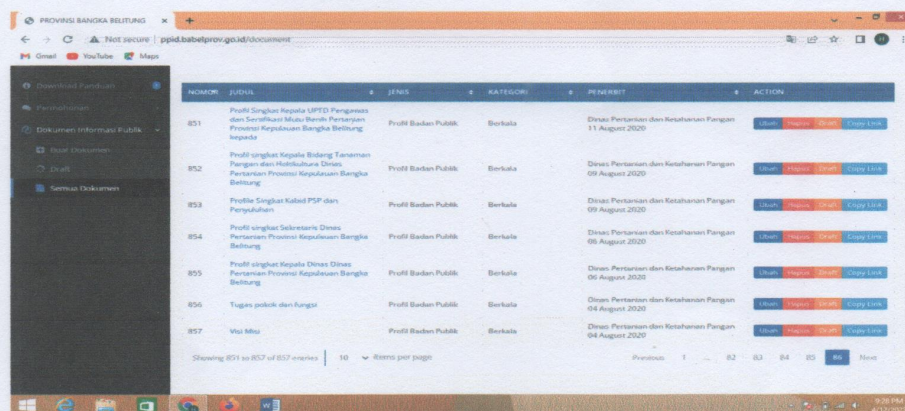 PROVINSI BANGKA BELITUNG
Not secure | ppid.babelprov.go.id/document
Gmail YouTube Maps
Download Panduan
Permohonan
Dokumen Informasi Publik
Buat Dokumen
Draft
Semua Dokumen
NOMOR JUDUL JENIS KATEGORI PENERBIT ACTION
851 Profil Singkat Kepala UPTD Pengawas dan Sertifikasi Mutu Benih Pertanian Provinsi Kepulauan Bangka Belitung kepada Profil Badan Publik Berkala Dinas Pertanian dan Ketahanan Pangan 11 August 2020 Ubah Hapus Draft Copy Link
852 Profil singkat Kepala Bidang Tanaman Pangan dan Holtikultura Dinas Pertanian Provinsi Kepulauan Bangka Belitung Profil Badan Publik Berkala Dinas Pertanian dan Ketahanan Pangan 09 August 2020 Ubah Hapus Draft Copy Link
853 Profile Singkat Kabid PSP dan Penyuluhan Profil Badan Publik Berkala Dinas Pertanian dan Ketahanan Pangan 09 August 2020 Ubah Hapus Draft Copy Link
854 Profil singkat Sekretaris Dinas Pertanian Provinsi Kepulauan Bangka Belitung Profil Badan Publik Berkala Dinas Pertanian dan Ketahanan Pangan 06 August 2020 Ubah Hapus Draft Copy Link
855 Profil singkat Kepala Dinas Dinas Pertanian Provinsi Kepulauan Bangka Belitung Profil Badan Publik Berkala Dinas Pertanian dan Ketahanan Pangan 06 August 2020 Ubah Hapus Draft Copy Link
856 Tugas pokok dan fungsi Profil Badan Publik Berkala Dinas Pertanian dan Ketahanan Pangan 04 August 2020 Ubah Hapus Draft Copy Link
857 Visi Misi Profil Badan Publik Berkala Dinas Pertanian dan Ketahanan Pangan 04 August 2020 Ubah Hapus Draft Copy Link
Showing 851 to 857 of 857 entries 10 items per page Previous 1 ... 82 83 84 85 86 Next
9:28 PM